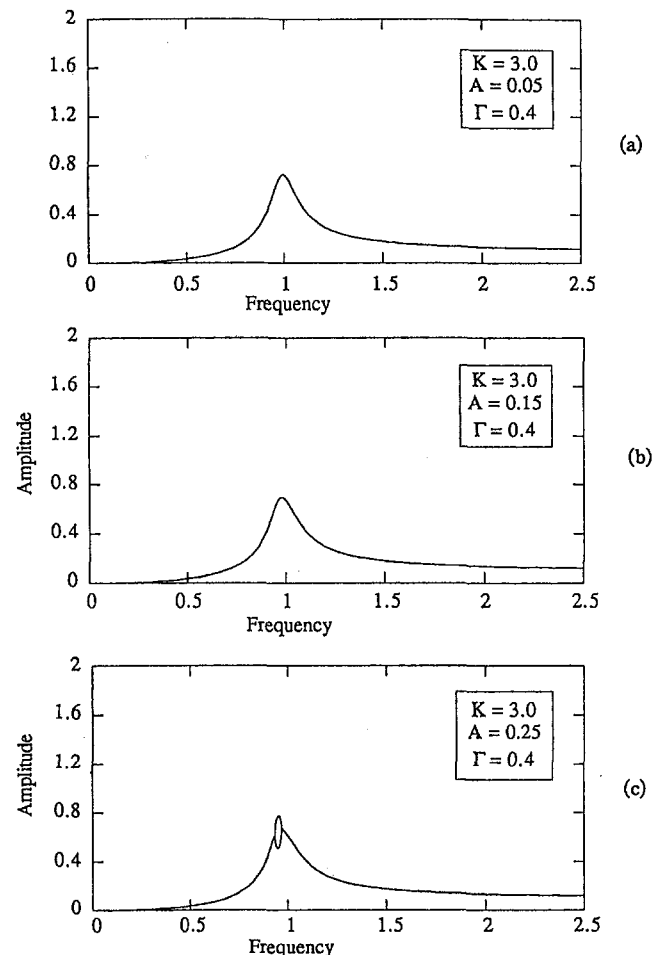 2
1.6
1.2
0.8
0.4
0
K = 3.0
A = 0.05
Γ = 0.4
(a)
0 0.5 1 1.5 2 2.5
Frequency
2
1.6
1.2
0.8
0.4
0
Amplitude
K = 3.0
A = 0.15
Γ = 0.4
(b)
0 0.5 1 1.5 2 2.5
Frequency
2
1.6
1.2
0.8
0.4
0
Amplitude
K = 3.0
A = 0.25
Γ = 0.4
(c)
0 0.5 1 1.5 2 2.5
Frequency